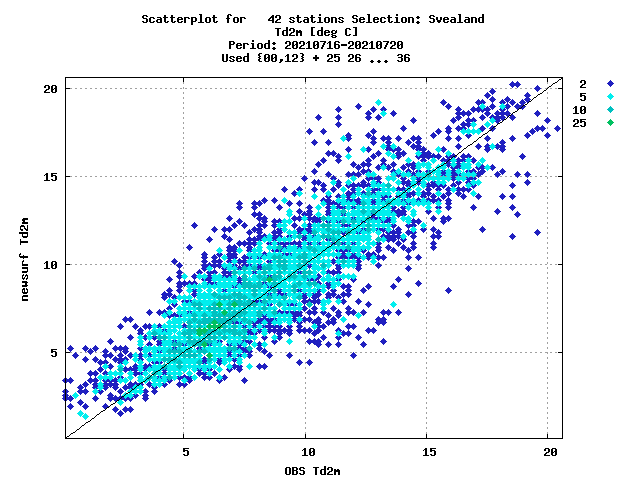 Scatterplot for   42 stations Selection: Svealand
Td2m [deg C]
Period: 20210716-20210720
Used {00,12} + 25 26 ... 36
2
5
10
25
20
15
10
5
newsurf Td2m
5
10
15
20
OBS Td2m